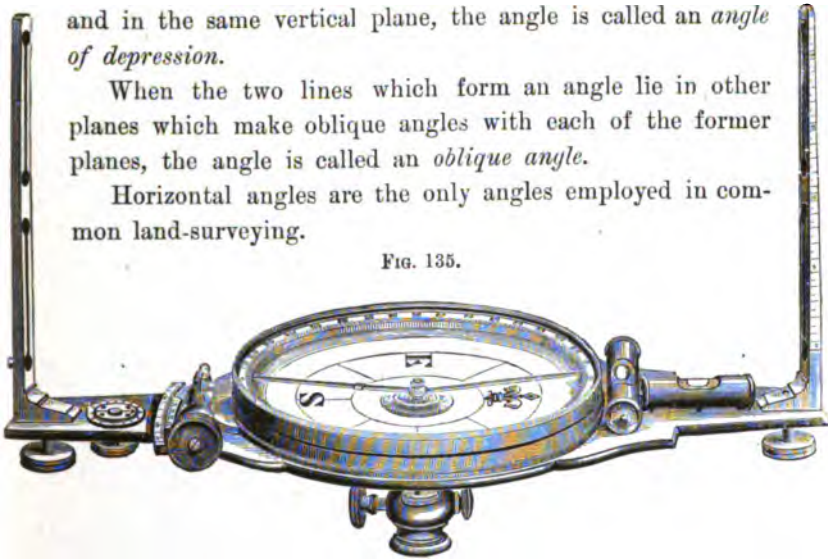 and in the same vertical plane, the angle is called an angle
of depression.
When the two lines which form an angle lie in other
planes which make oblique angles with each of the former
planes, the angle is called an oblique angle.
Horizontal angles are the only angles employed in com-
mon land-surveying.
FIG. 135.
E
S